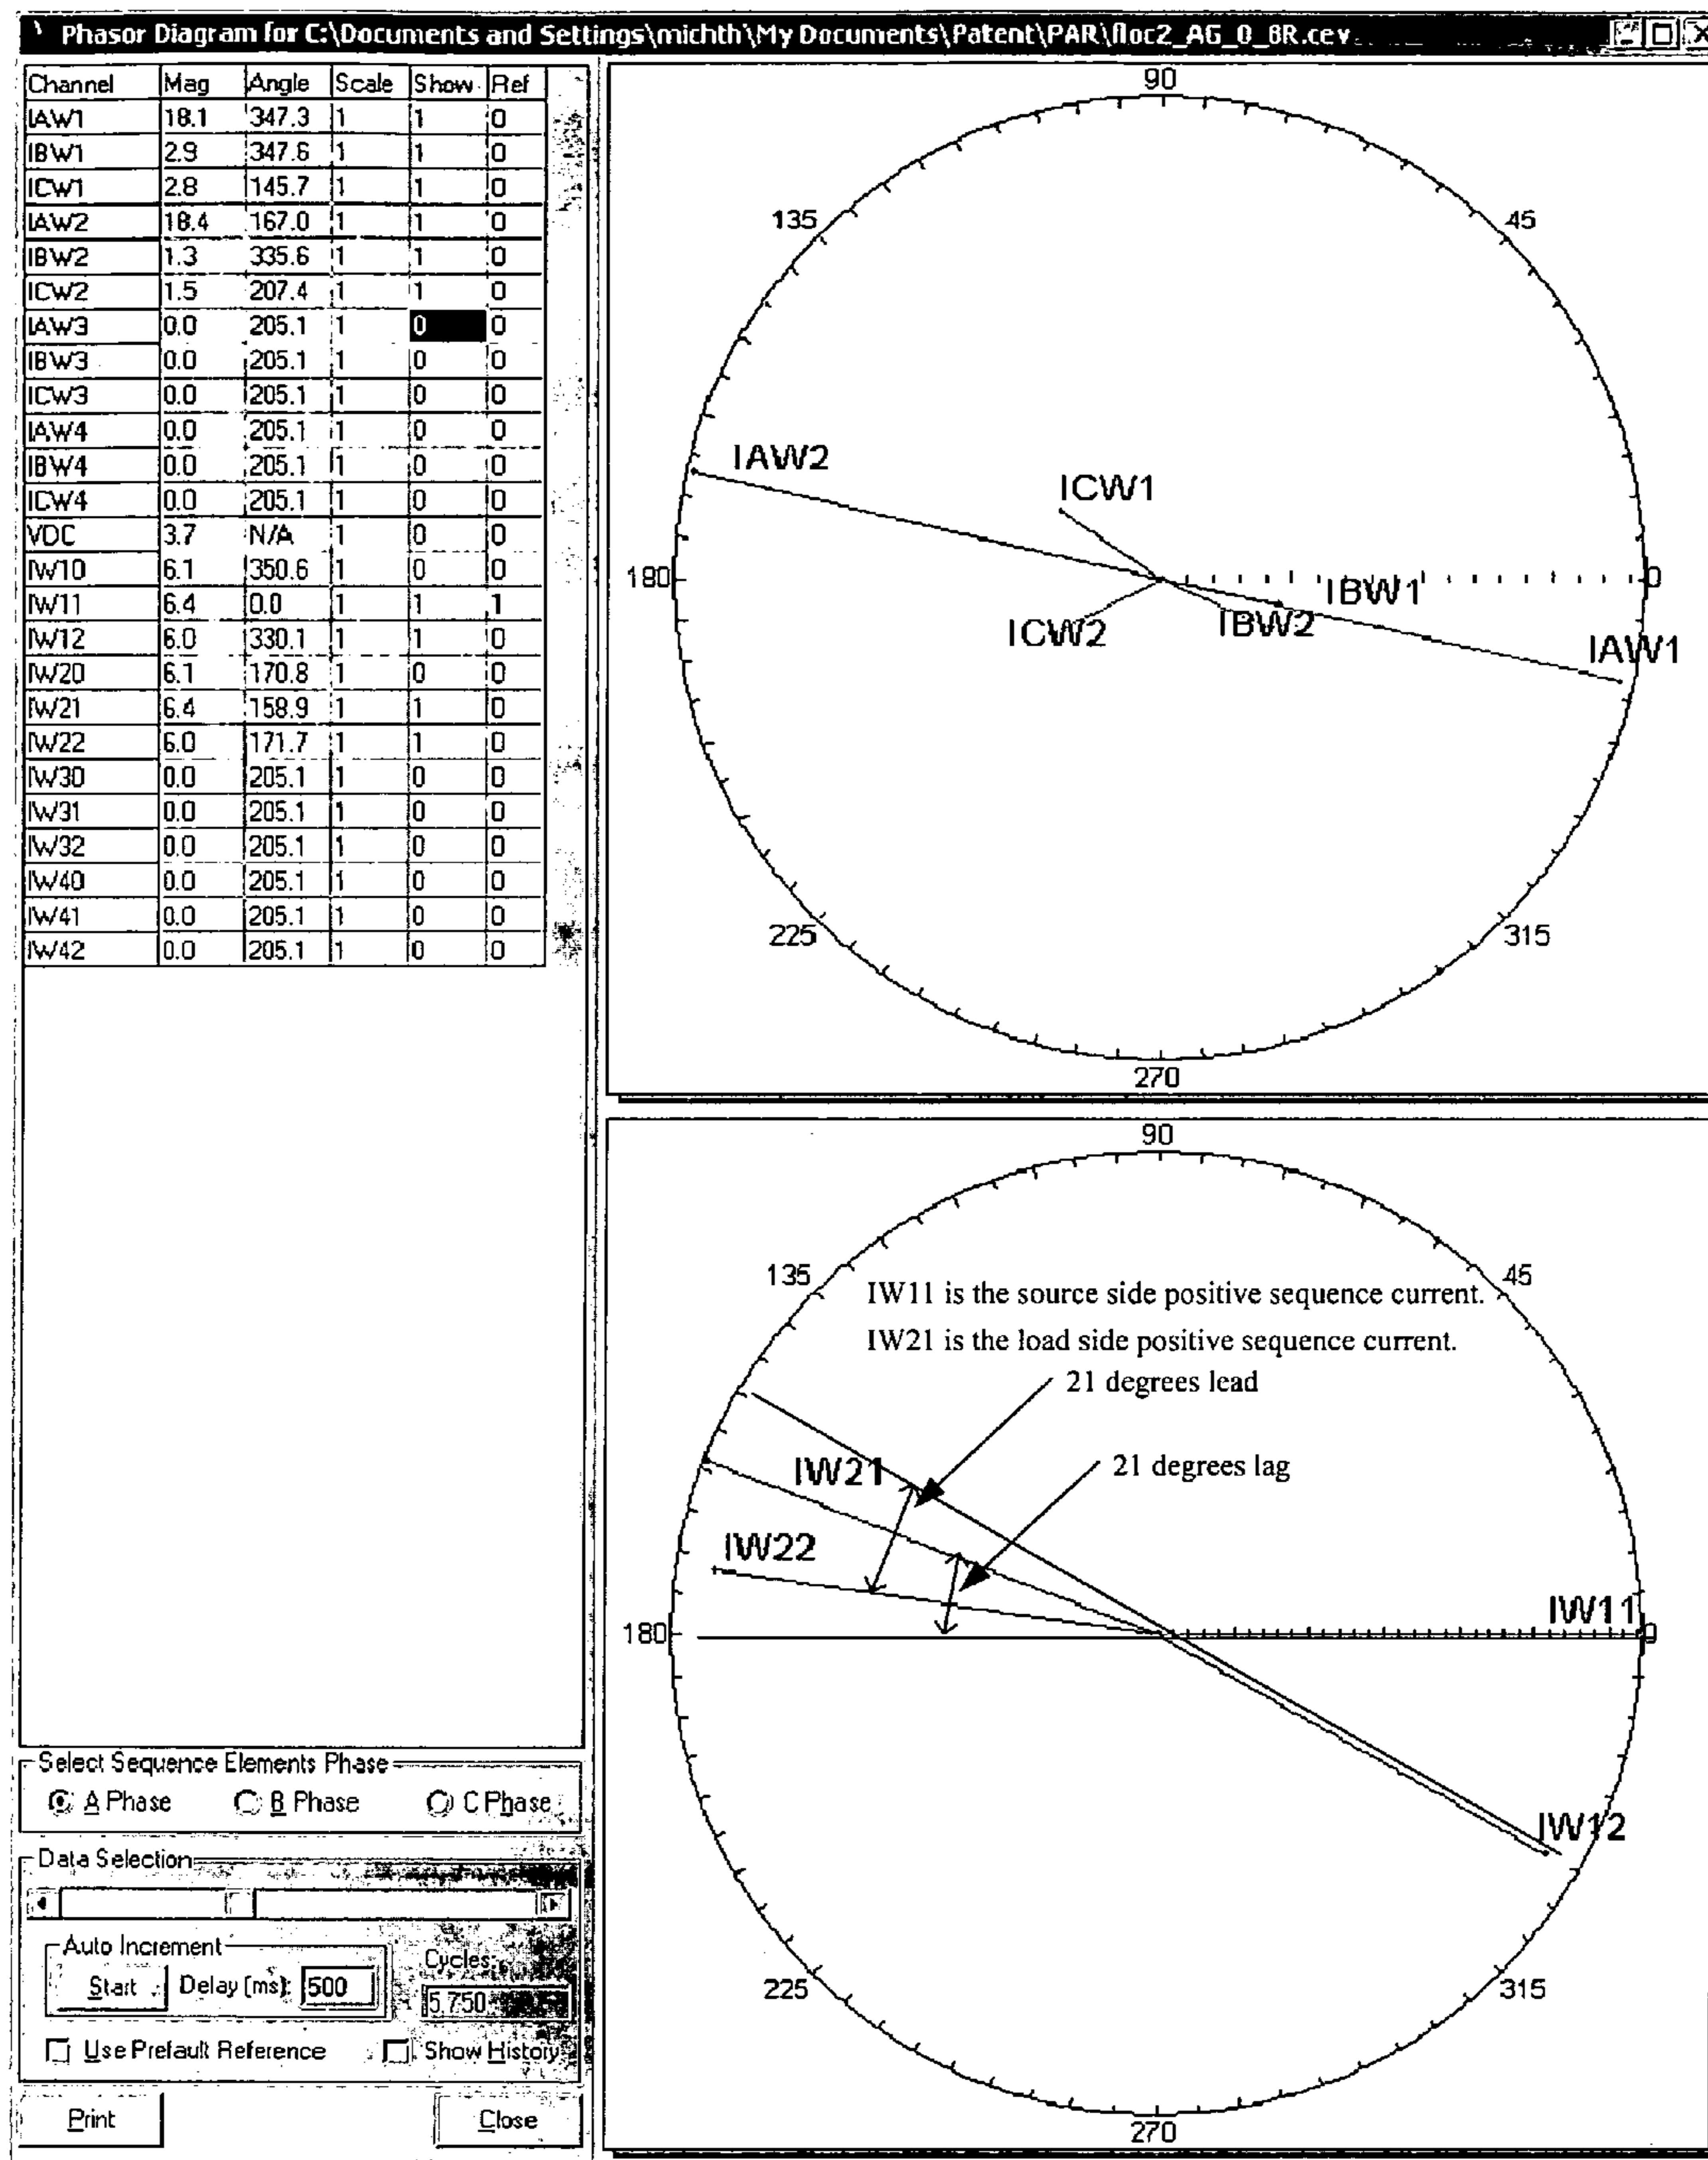 Phasor Diagram for C:\Documents and Settings\michth\My Documents\Patent\PAR\floc2_AG_0_8R.cev
Channel Mag Angle Scale Show Ref
IAW1 18.1 347.3 1 1 0
IBW1 2.9 347.6 1 1 0
ICW1 2.8 145.7 1 1 0
IAW2 18.4 167.0 1 1 0
IBW2 1.3 335.6 1 1 0
ICW2 1.5 207.4 1 1 0
IAW3 0.0 205.1 1 0 0
IBW3 0.0 205.1 1 0 0
ICW3 0.0 205.1 1 0 0
IAW4 0.0 205.1 1 0 0
IBW4 0.0 205.1 1 0 0
ICW4 0.0 205.1 1 0 0
VDC 3.7 N/A 1 0 0
IW10 6.1 350.6 1 0 0
IW11 6.4 0.0 1 1 1
IW12 6.0 330.1 1 1 0
IW20 6.1 170.8 1 0 0
IW21 6.4 158.9 1 1 0
IW22 6.0 171.7 1 1 0
IW30 0.0 205.1 1 0 0
IW31 0.0 205.1 1 0 0
IW32 0.0 205.1 1 0 0
IW40 0.0 205.1 1 0 0
IW41 0.0 205.1 1 0 0
IW42 0.0 205.1 1 0 0
Select Sequence Elements Phase
A Phase B Phase C Phase
Data Selection
Auto Increment
Start Delay (ms): 500
Cycles:
5.750
Use Prefault Reference Show History
Print Close
90
135 45
IAW2
ICW1
180 0
IBW1
ICW2 IBW2
IAW1
225 315
270
90
135 45
IW11 is the source side positive sequence current.
IW21 is the load side positive sequence current.
21 degrees lead
IW21 21 degrees lag
IW22
IW11
180 0
IW12
225 315
270